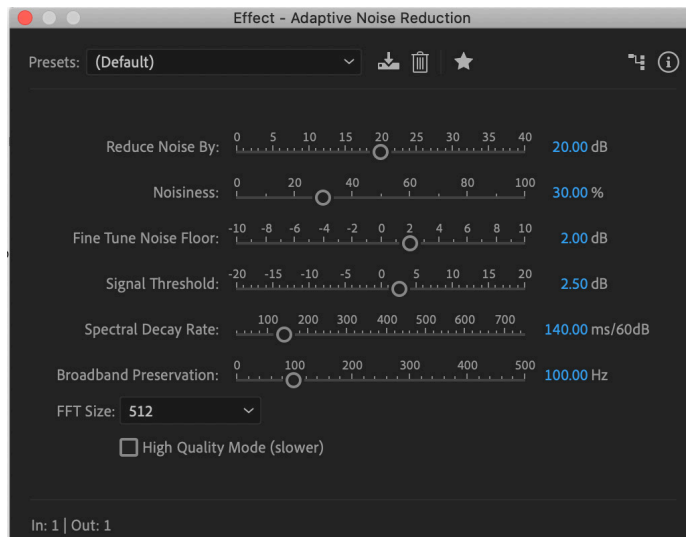 Effect - Adaptive Noise Reduction
Presets: (Default)
0 5 10 15 20 25 30 35 40
Reduce Noise By: 20.00 dB
0 20 40 60 80 100
Noisiness: 30.00 %
-10 -8 -6 -4 -2 0 2 4 6 8 10
Fine Tune Noise Floor: 2.00 dB
-20 -15 -10 -5 0 5 10 15 20
Signal Threshold: 2.50 dB
100 200 300 400 500 600 700
Spectral Decay Rate: 140.00 ms/60dB
0 100 200 300 400 500
Broadband Preservation: 100.00 Hz
FFT Size: 512
High Quality Mode (slower)
In: 1 | Out: 1